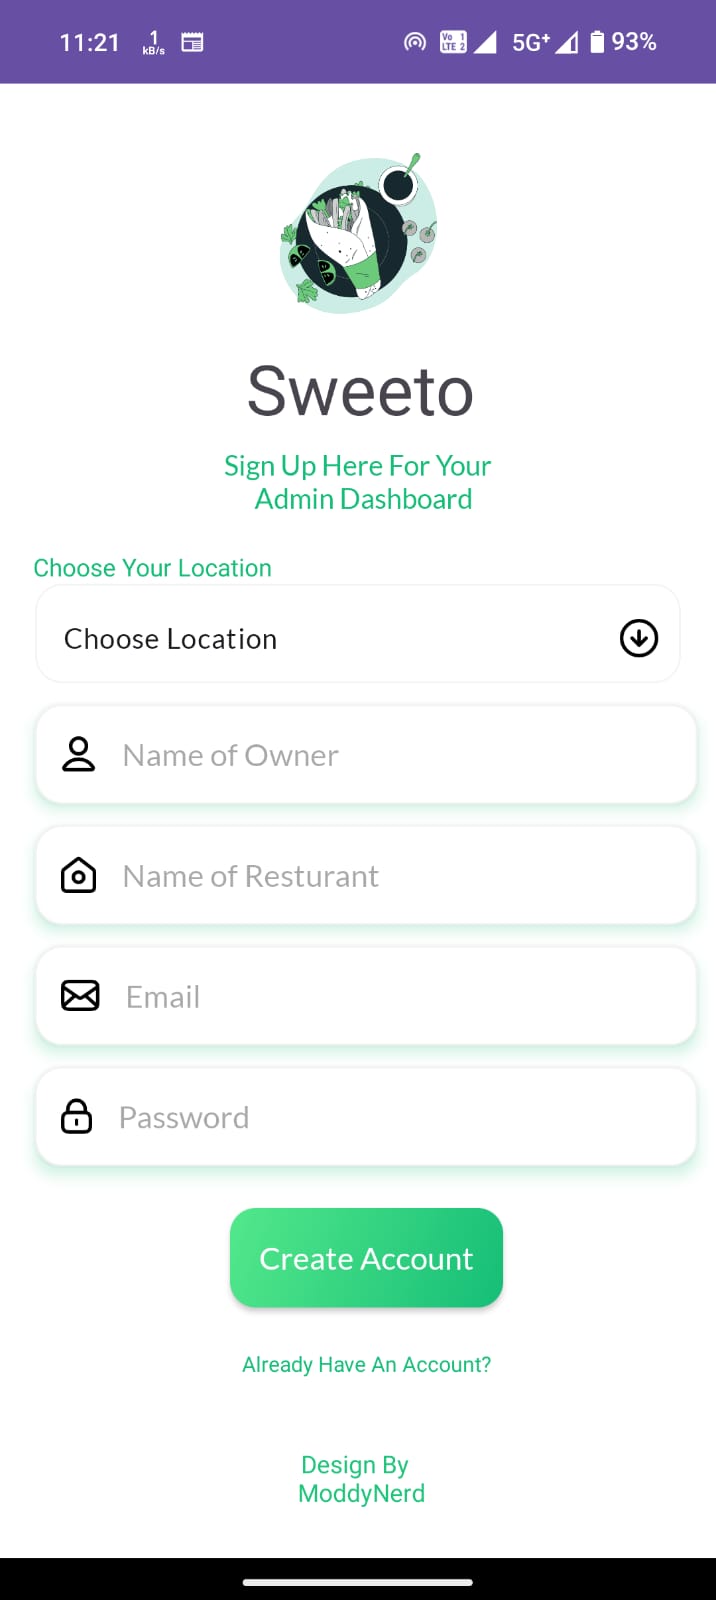 11:21 1 kB/s Vo 1 LTE 2 5G+ 93%
Sweeto
Sign Up Here For Your
Admin Dashboard
Choose Your Location
Choose Location
Name of Owner
Name of Resturant
Email
Password
Create Account
Already Have An Account?
Design By
ModdyNerd